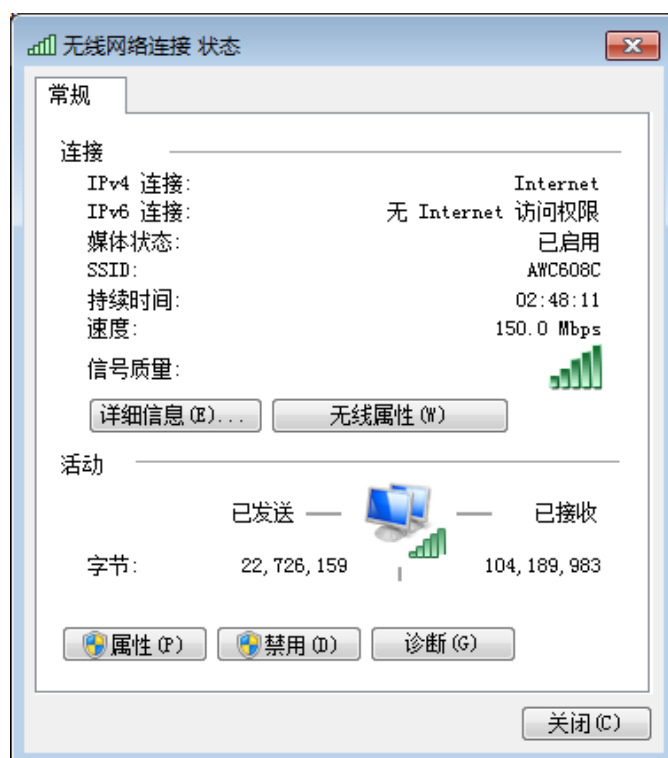 无线网络连接 状态
常规
连接
IPv4 连接: Internet
IPv6 连接: 无 Internet 访问权限
媒体状态: 已启用
SSID: AWC608C
持续时间: 02:48:11
速度: 150.0 Mbps
信号质量:
详细信息(E)... 无线属性(W)
活动
已发送 — — 已接收
字节: 22,726,159 | 104,189,983
属性(P) 禁用(D) 诊断(G)
关闭(C)